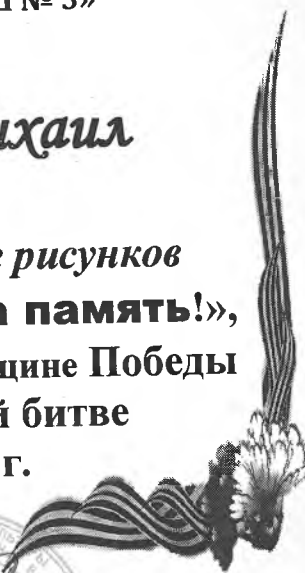 № 3»
ихаил
рисунков
память!»,
щине Победы
й битве
г.